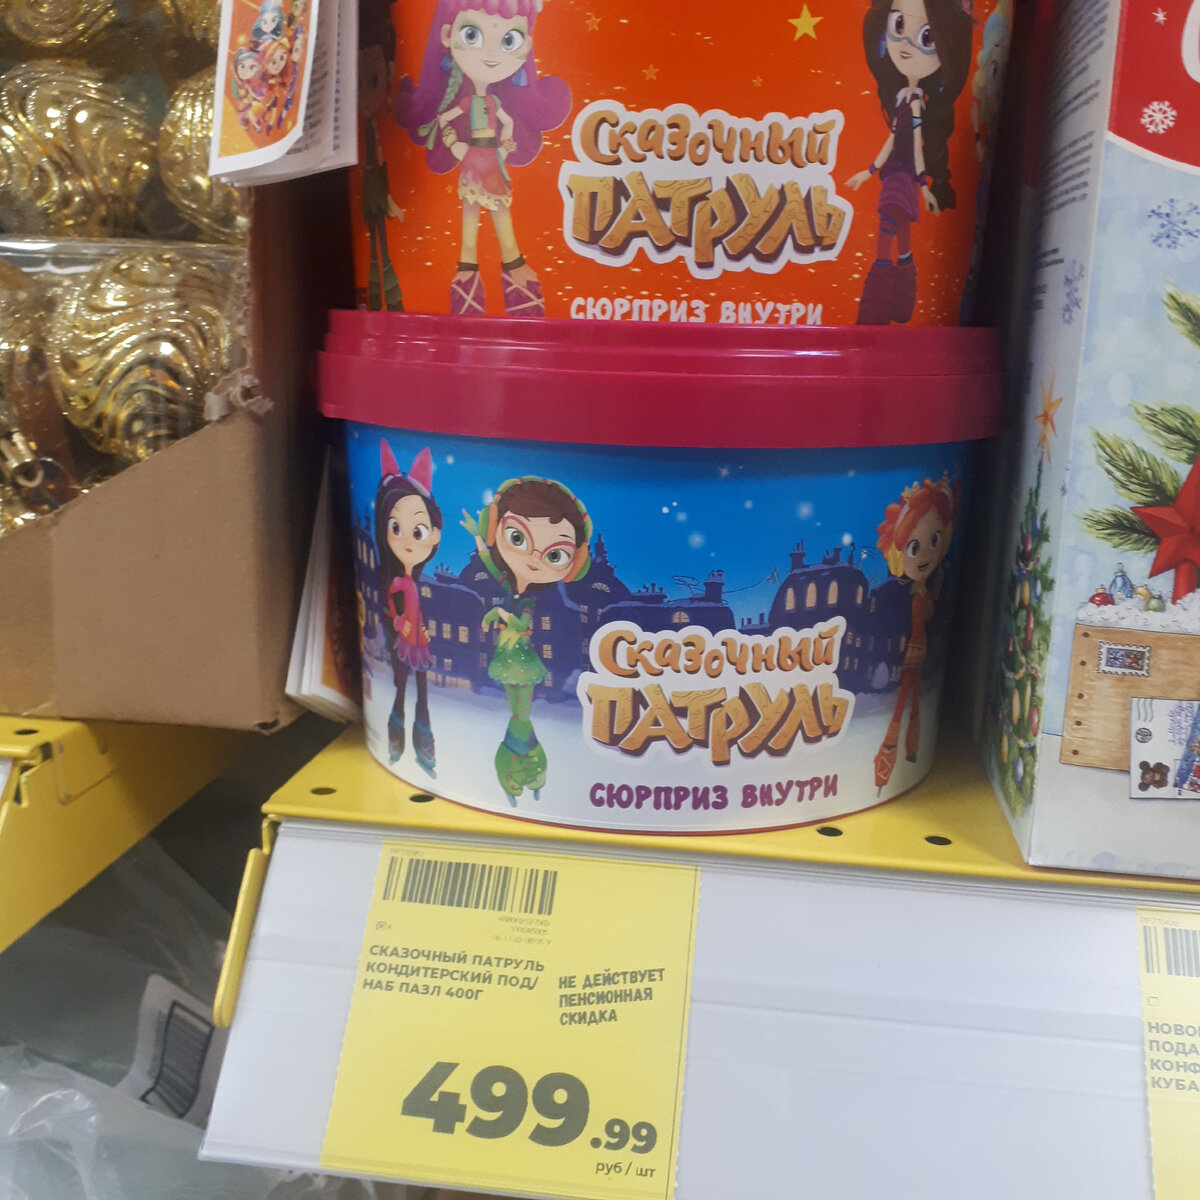 Сказочный
ПАТРУЛЬ
СЮРПРИЗ ВНУТРИ
Сказочный
ПАТРУЛЬ
СЮРПРИЗ ВНУТРИ
СКАЗОЧНЫЙ ПАТРУЛЬ
КОНДИТЕРСКИЙ ПОД/
НАБ ПАЗЛ 400Г
НЕ ДЕЙСТВУЕТ
ПЕНСИОННАЯ
СКИДКА
499.99
руб / шт
НОВО
ПОДА
КОНФ
КУБА